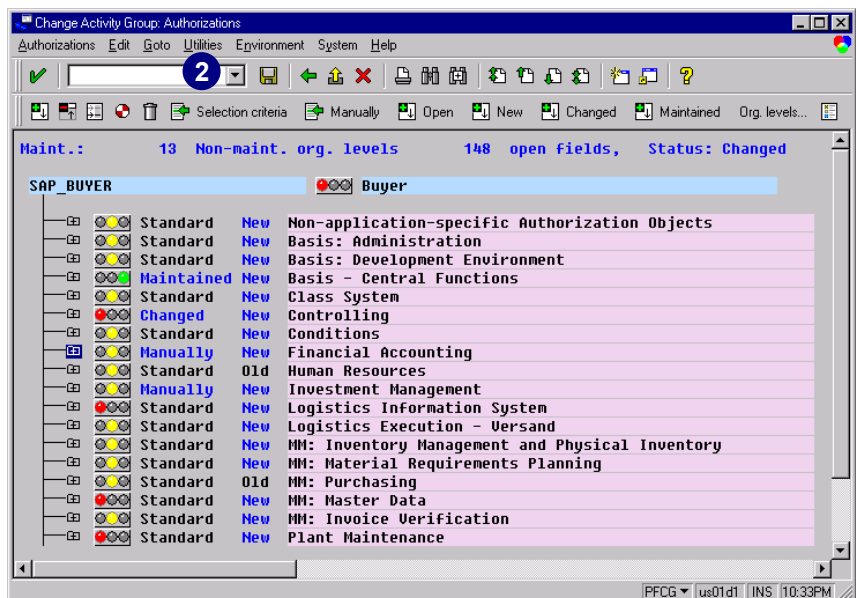 Change Activity Group: Authorizations
Authorizations Edit Goto Utilities Environment System Help
2
Selection criteria Manually Open New Changed Maintained Org. levels...
Maint.: 13 Non-maint. org. levels 148 open fields, Status: Changed
SAP_BUYER Buyer
Standard New Non-application-specific Authorization Objects
Standard New Basis: Administration
Standard New Basis: Development Environment
Maintained New Basis - Central Functions
Standard New Class System
Changed New Controlling
Standard New Conditions
Manually New Financial Accounting
Standard Old Human Resources
Manually New Investment Management
Standard New Logistics Information System
Standard New Logistics Execution - Versand
Standard New MM: Inventory Management and Physical Inventory
Standard New MM: Material Requirements Planning
Standard Old MM: Purchasing
Standard New MM: Master Data
Standard New MM: Invoice Verification
Standard New Plant Maintenance
PFCG us01d1 INS 10:33PM